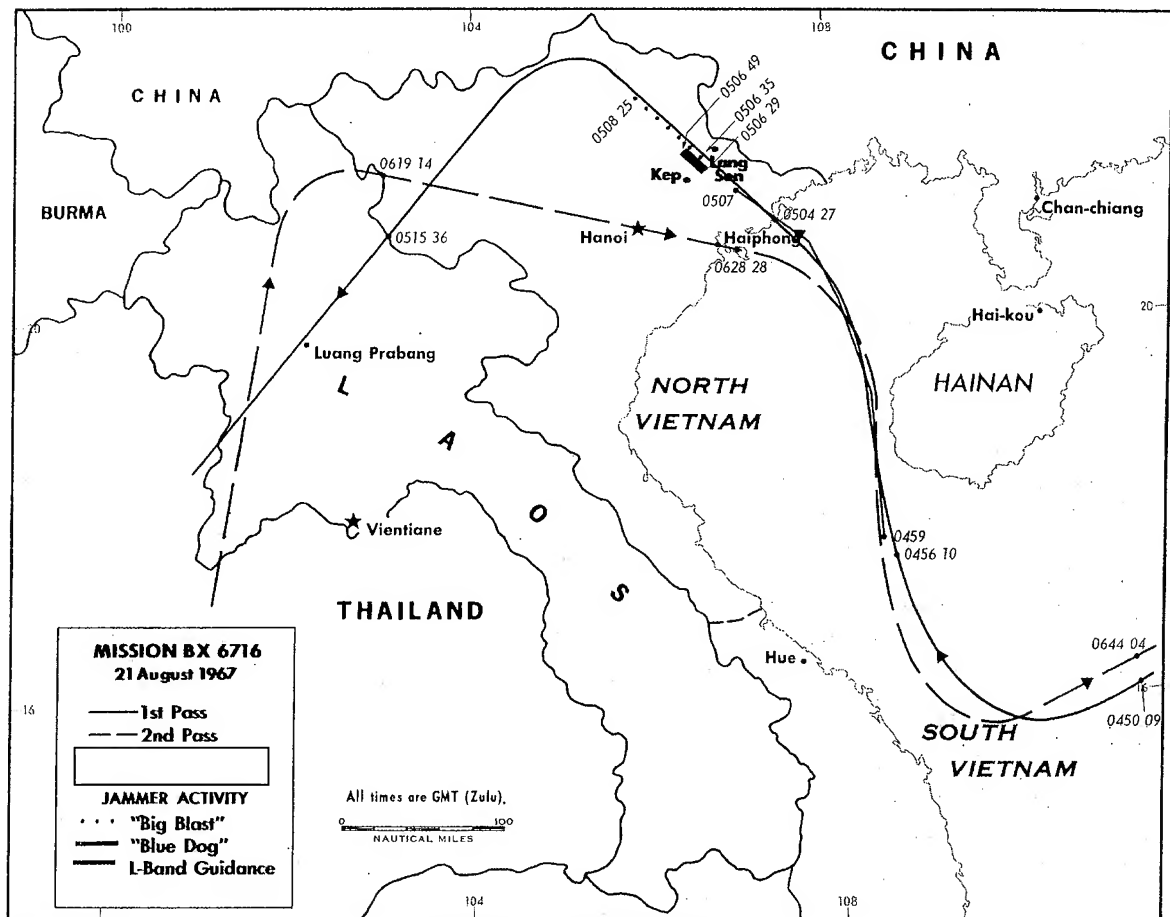 100
104
108
CHINA
CHINA
0506 49
0506 35
0506 29
0508 25
Lang Son
Kep
0619 14
0507
0504 27
Chan-chiang
BURMA
Hanoi
Haiphong
0515 36
0628 28
Hai-kou
20
Luang Prabang
LAOS
NORTH
VIETNAM
HAINAN
Vientiane
0459
0456 10
THAILAND
MISSION BX 6716
21 August 1967
1st Pass
2nd Pass
JAMMER ACTIVITY
"Big Blast"
"Blue Dog"
L-Band Guidance
Hue
0644 04
16
16
0450 09
SOUTH
VIETNAM
All times are GMT (Zulu).
0 100
NAUTICAL MILES
104
108